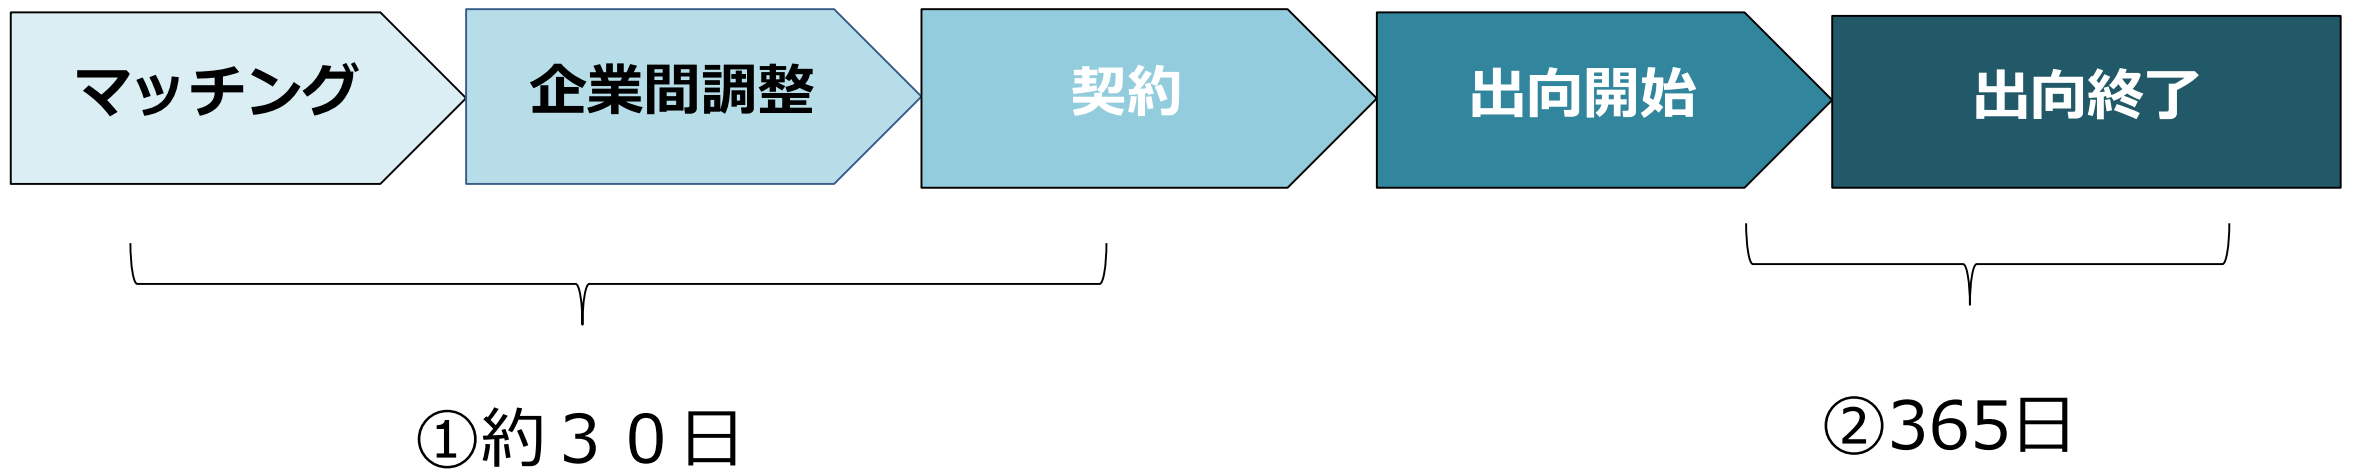 マッチング
企業間調整
契約
出向開始
出向終了
①約３０日
②365日